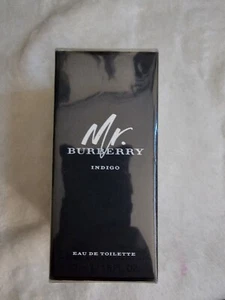 Mr.
BURBERRY
INDIGO
EAU DE TOILETTE